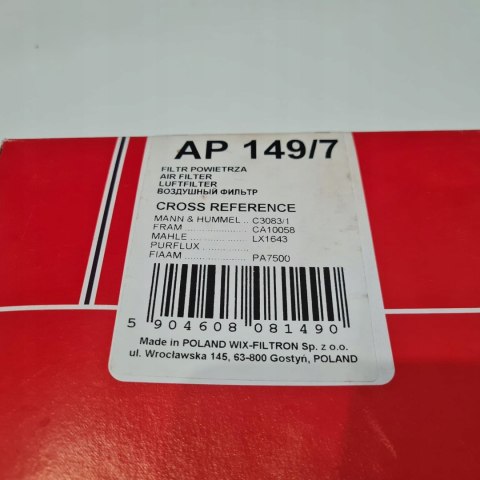 AP 149/7
FILTR POWIETRZA
AIR FILTER
LUFTFILTER
ВОЗДУШНЫЙ ФИЛЬТР
CROSS REFERENCE
MANN & HUMMEL .. C3083/1
FRAM ........................ CA10058
MAHLE ...................... LX1643
PURFLUX ..................
FIAAM ....................... PA7500
5 904608 081490
Made in POLAND WIX-FILTRON Sp. z o.o.
ul. Wrocławska 145, 63-800 Gostyń, POLAND